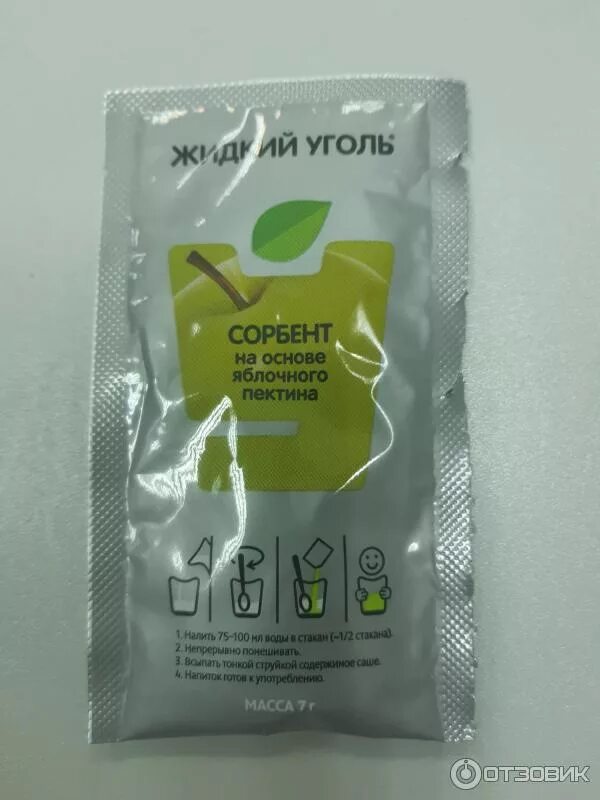 ЖИДКИЙ УГОЛЬ
СОРБЕНТ
на основе
яблочного
пектина
1. Налить 75-100 мл воды в стакан (~1/2 стакана).
2. Непрерывно помешивать.
3. Всыпать тонкой струйкой содержимое саше.
4. Напиток готов к употреблению.
МАССА 7 г
ОТЗОВИК